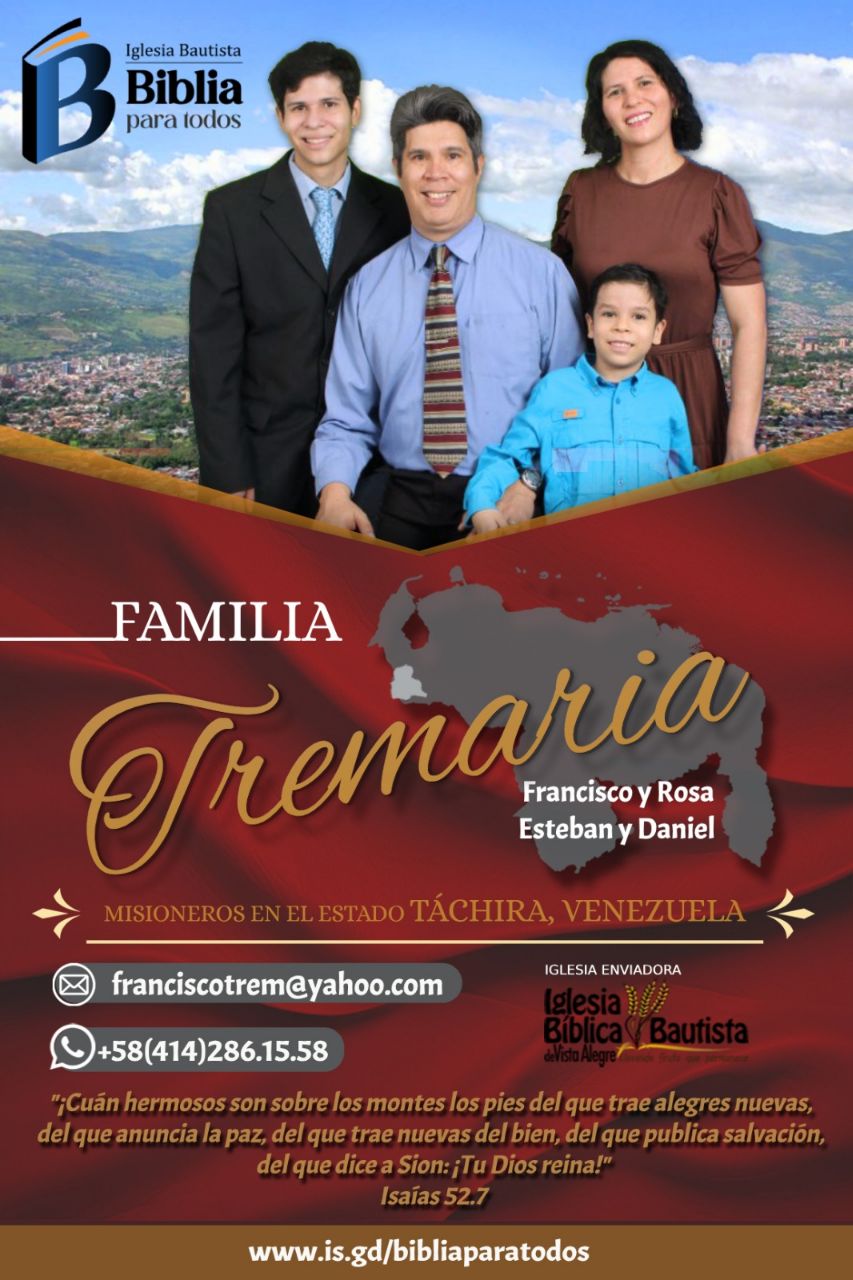 Iglesia Bautista
Biblia
para todos
FAMILIA
Tremaria
Francisco y Rosa
Esteban y Daniel
MISIONEROS EN EL ESTADO TÁCHIRA, VENEZUELA
franciscotrem@yahoo.com
+58(414)286.15.58
IGLESIA ENVIADORA
Iglesia
Bíblica Bautista
de Vista Alegre
"¡Cuán hermosos son sobre los montes los pies del que trae alegres nuevas,
del que anuncia la paz, del que trae nuevas del bien, del que publica salvación,
del que dice a Sion: ¡Tu Dios reina!"
Isaías 52.7
www.is.gd/bibliaparatodos